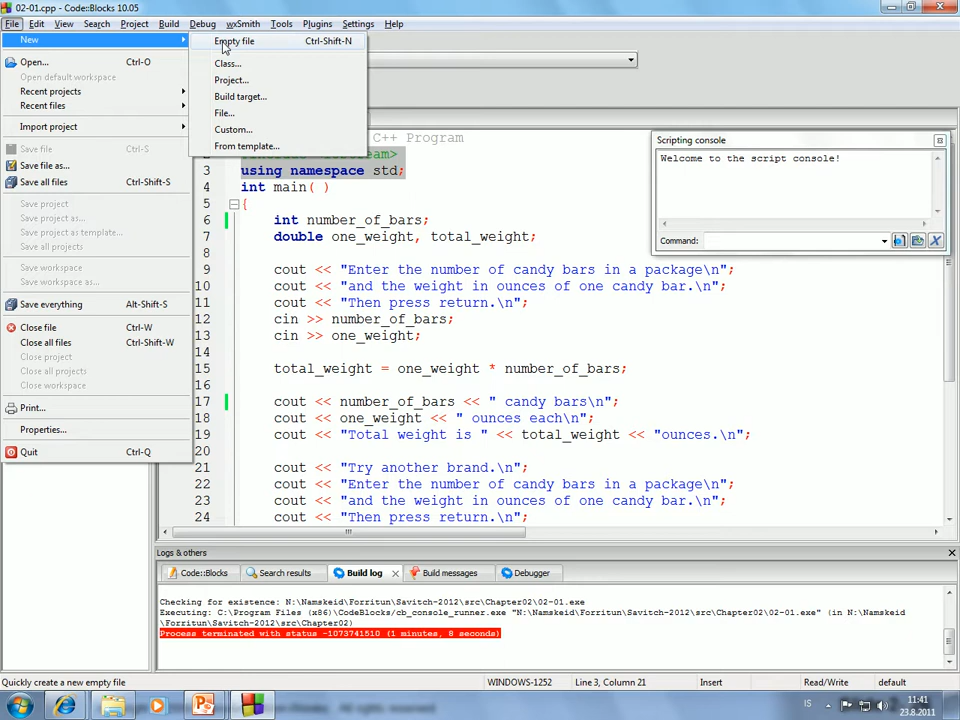 02-01.cpp - Code::Blocks 10.05
File Edit View Search Project Build Debug wxSmith Tools Plugins Settings Help
New
Open... Ctrl-O
Open default workspace
Recent projects
Recent files
Import project
Save file Ctrl-S
Save file as...
Save all files Ctrl-Shift-S
Save project
Save project as...
Save project as template...
Save all projects
Save workspace
Save workspace as...
Save everything Alt-Shift-S
Close file Ctrl-W
Close all files Ctrl-Shift-W
Close project
Close all projects
Close workspace
Print...
Properties...
Quit Ctrl-Q
Empty file Ctrl-Shift-N
Class...
Project...
Build target...
File...
Custom...
From template...
C++ Program
3 using namespace std;
4 int main( )
5 {
6 int number_of_bars;
7 double one_weight, total_weight;
8
9 cout << "Enter the number of candy bars in a package\n";
10 cout << "and the weight in ounces of one candy bar.\n";
11 cout << "Then press return.\n";
12 cin >> number_of_bars;
13 cin >> one_weight;
14
15 total_weight = one_weight * number_of_bars;
16
17 cout << number_of_bars << " candy bars\n";
18 cout << one_weight << " ounces each\n";
19 cout << "Total weight is " << total_weight << "ounces.\n";
20
21 cout << "Try another brand.\n";
22 cout << "Enter the number of candy bars in a package\n";
23 cout << "and the weight in ounces of one candy bar.\n";
24 cout << "Then press return.\n";
Scripting console
Welcome to the script console!
Command:
Logs & others
Code::Blocks Search results Build log Build messages Debugger
Checking for existence: N:\Namskeid\Forritun\Savitch-2012\src\Chapter02\02-01.exe
Executing: C:\Program Files (x86)\CodeBlocks/cb_console_runner.exe "N:\Namskeid\Forritun\Savitch-2012\src\Chapter02\02-01.exe" (in N:\Namskeid
\Forritun\Savitch-2012\src\Chapter02)
Process terminated with status -1073741510 (1 minutes, 8 seconds)
Quickly create a new empty file WINDOWS-1252 Line 3, Column 21 Insert Read/Write default
IS 11:41
23.8.2011